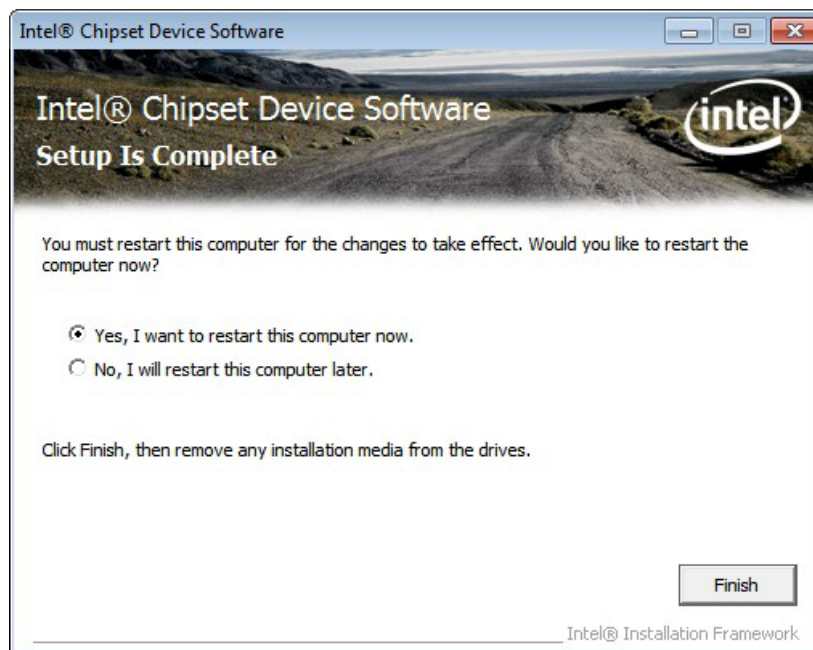 Intel® Chipset Device Software
Intel® Chipset Device Software
intel®
Setup Is Complete
You must restart this computer for the changes to take effect. Would you like to restart the
computer now?
Yes, I want to restart this computer now.
No, I will restart this computer later.
Click Finish, then remove any installation media from the drives.
Finish
Intel® Installation Framework